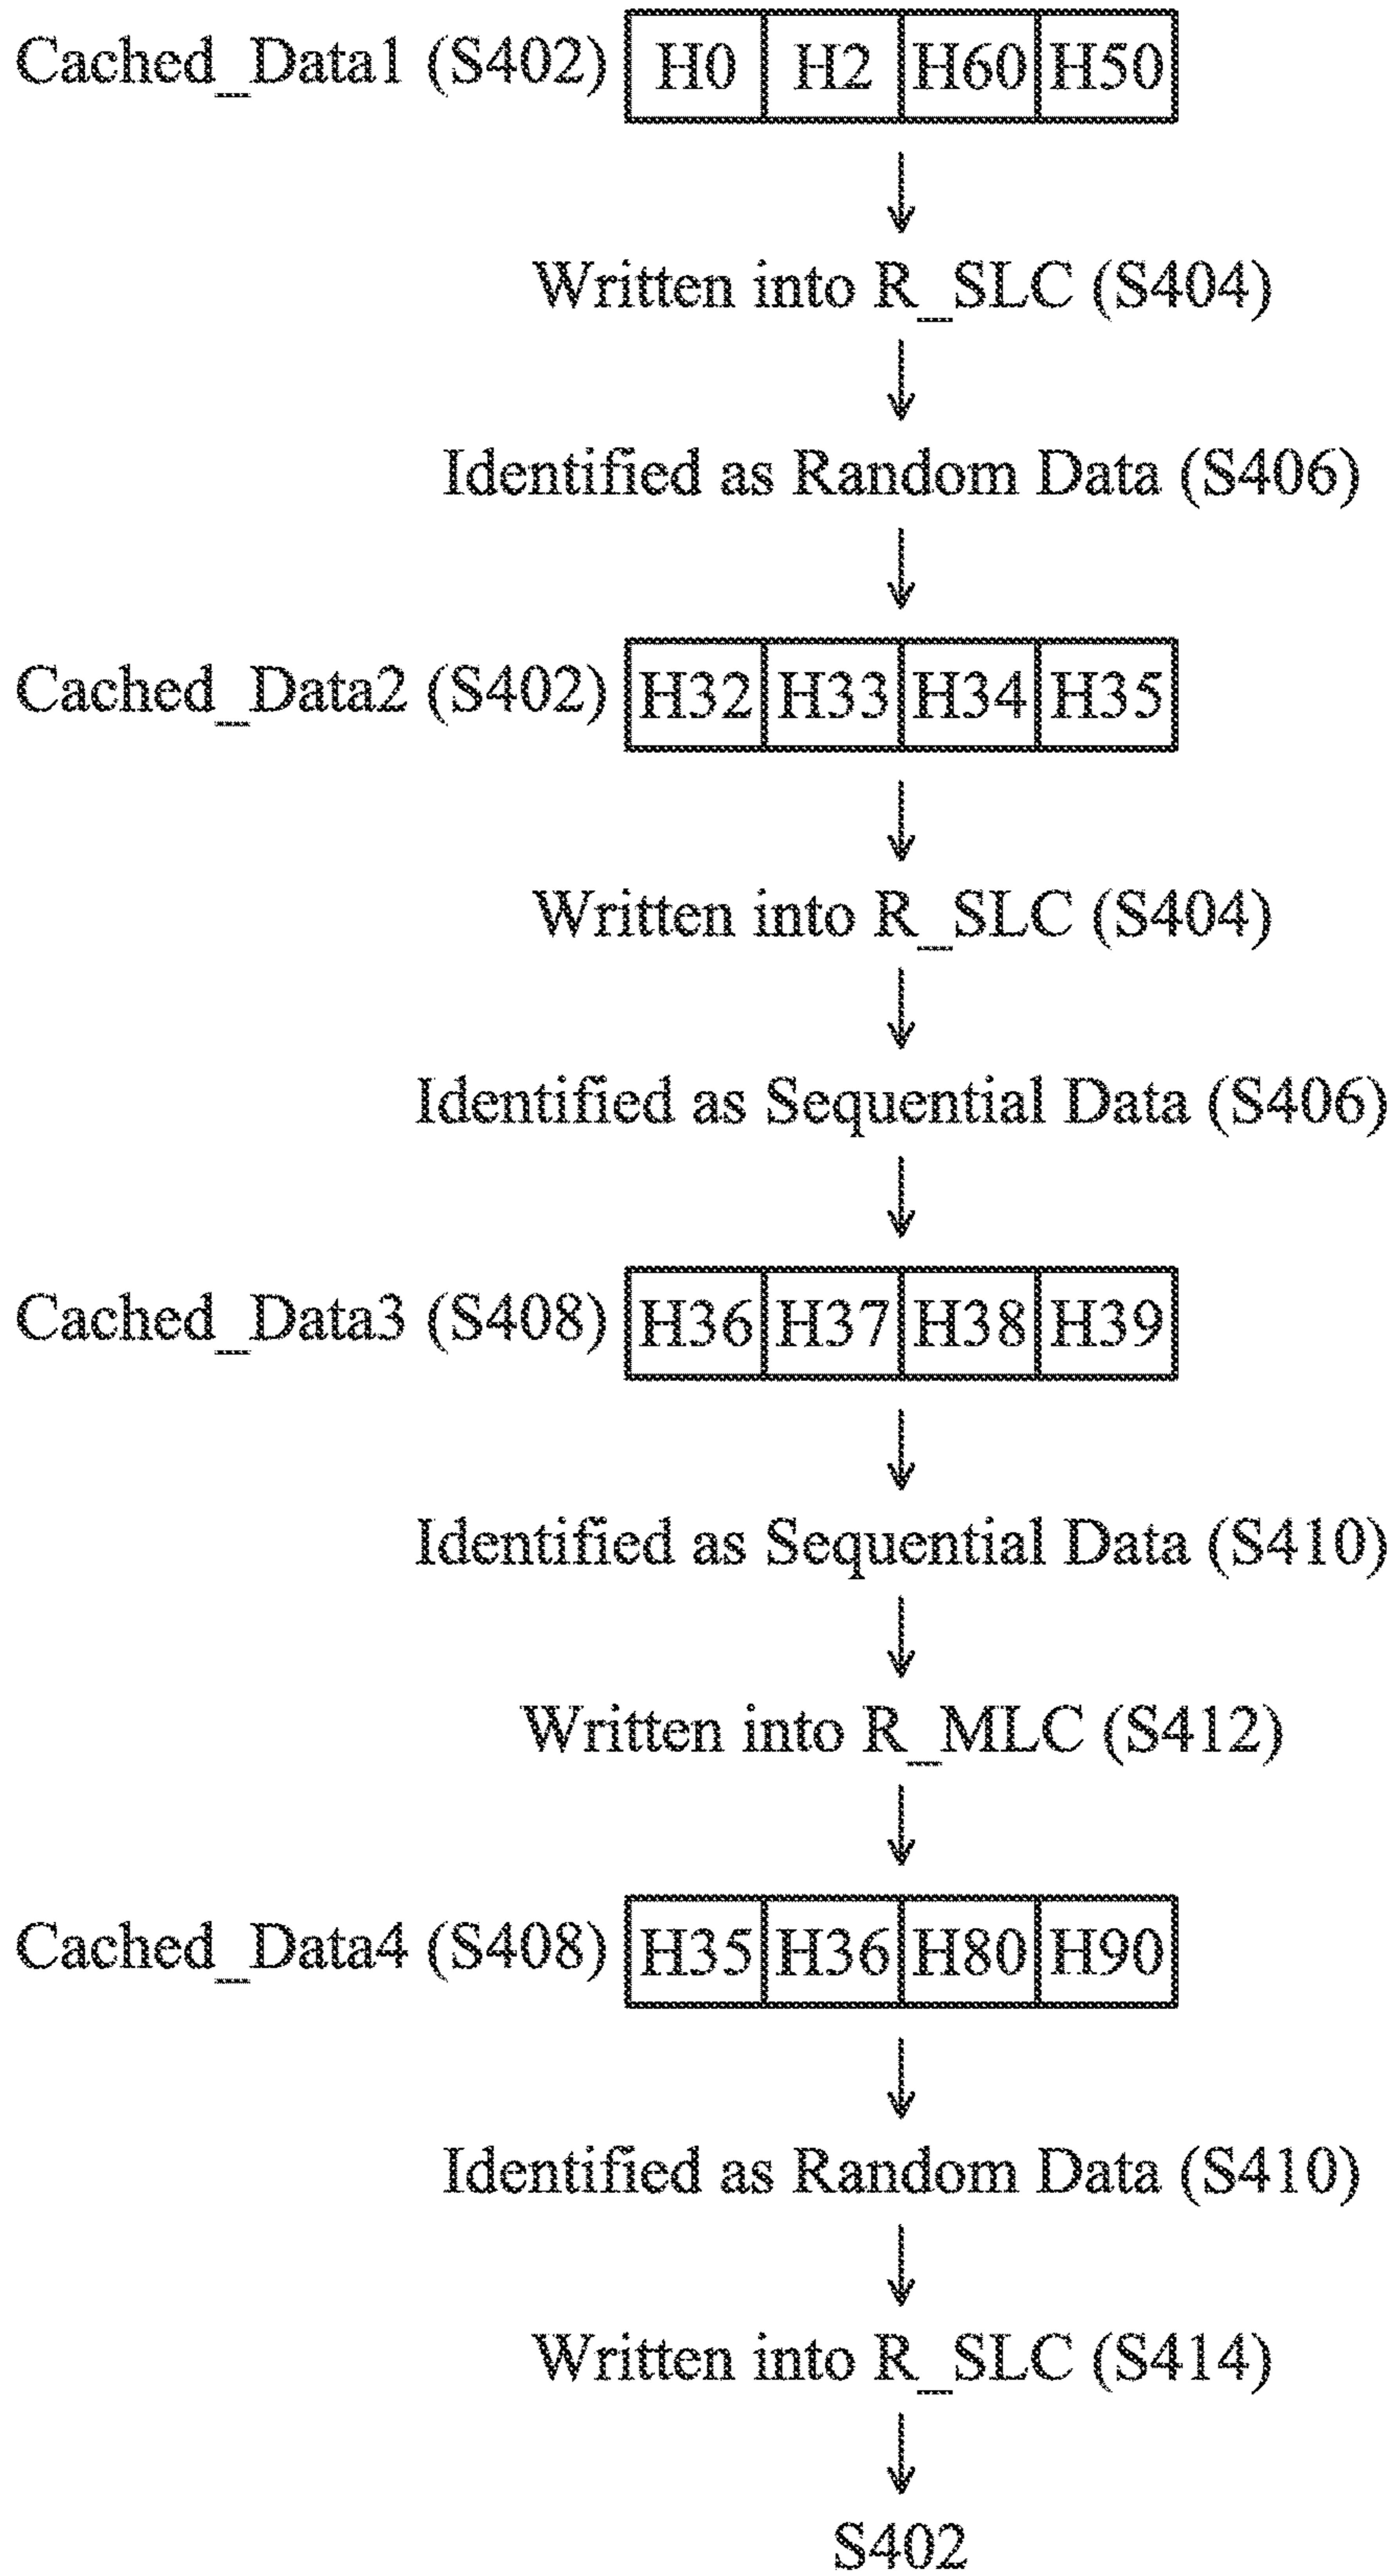 Cached_Data1 (S402) H0 H2 H60 H50
Written into R_SLC (S404)
Identified as Random Data (S406)
Cached_Data2 (S402) H32 H33 H34 H35
Written into R_SLC (S404)
Identified as Sequential Data (S406)
Cached_Data3 (S408) H36 H37 H38 H39
Identified as Sequential Data (S410)
Written into R_MLC (S412)
Cached_Data4 (S408) H35 H36 H80 H90
Identified as Random Data (S410)
Written into R_SLC (S414)
S402